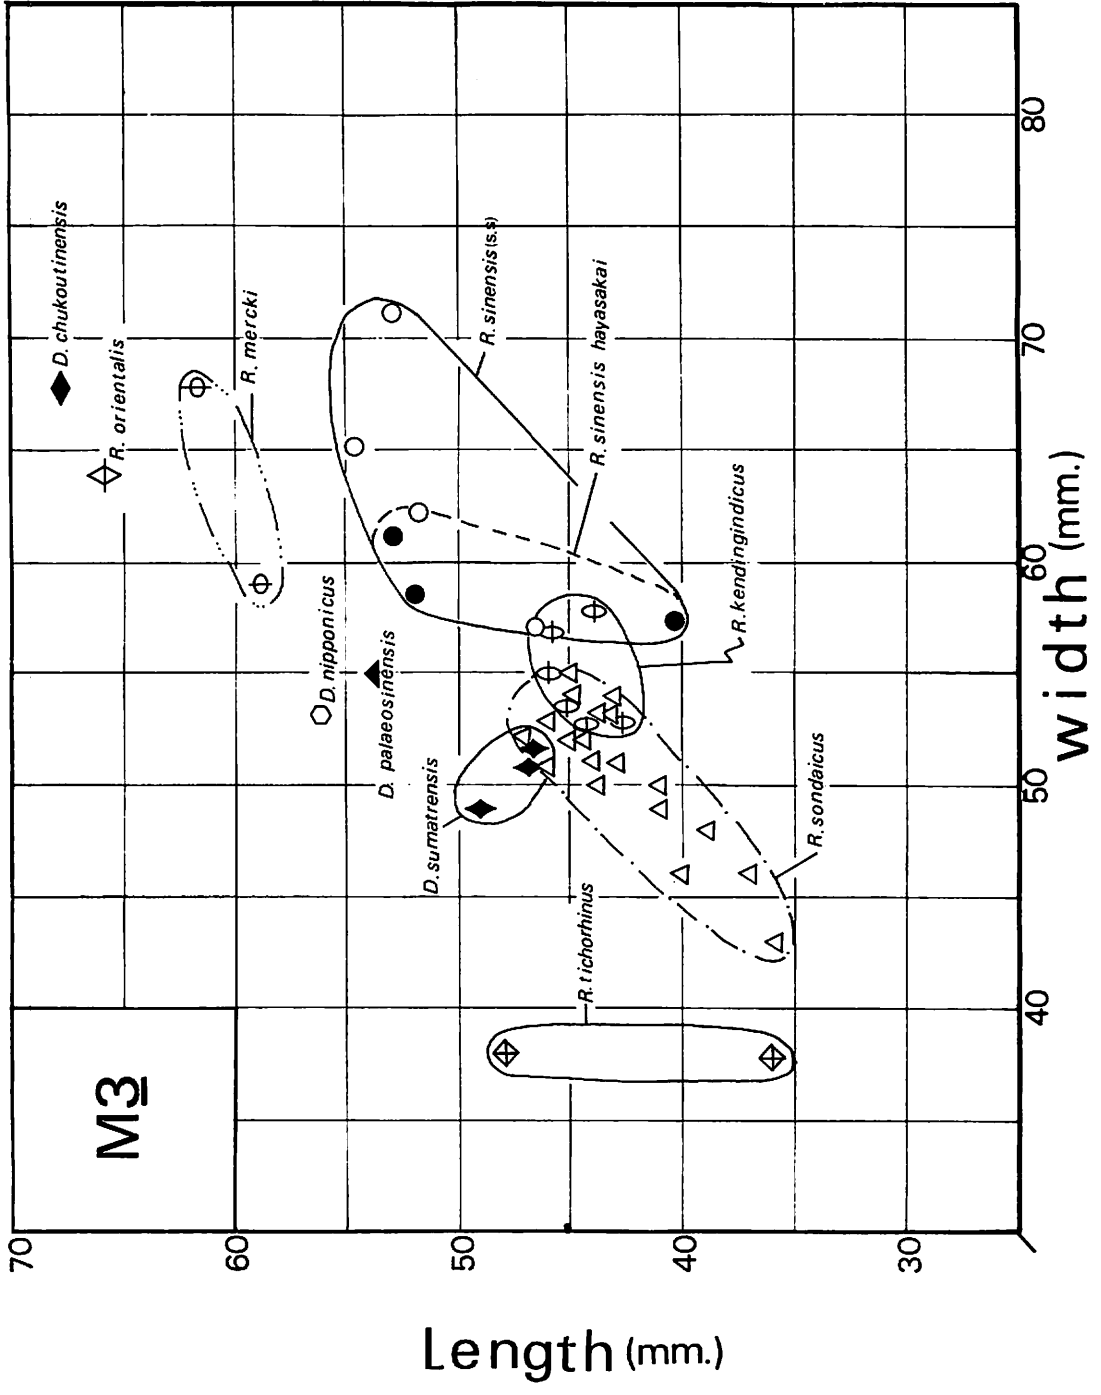 M3
D. chukoutinensis
R. orientalis
R. mercki
D. nipponicus
D. palaeosinensis
D. sumatrensis
R. tichorhinus
R. sinensis (s.s)
R. sinensis hayasakai
R. kendingindicus
R. sondaicus
70
60
50
40
30
Length (mm.)
40
50
60
70
80
width (mm.)